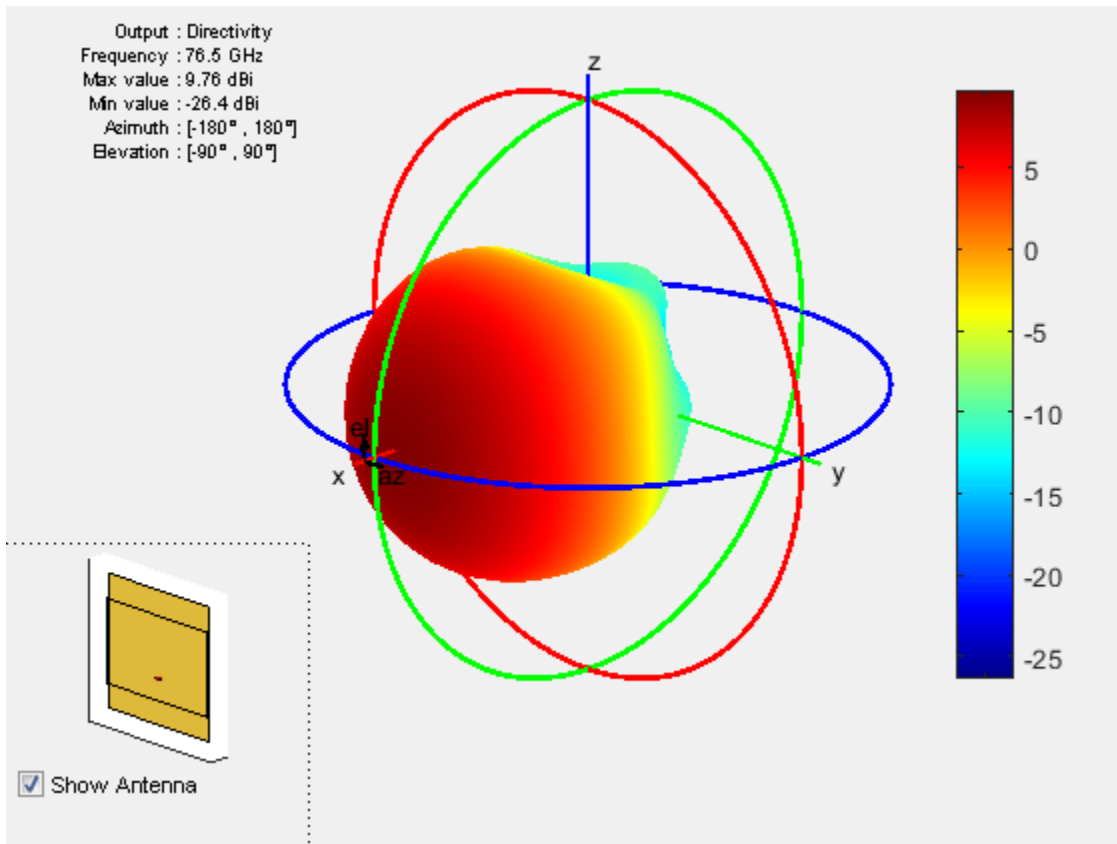 Output : Directivity
Frequency : 76.5 GHz
Max value : 9.76 dBi
Min value : -26.4 dBi
Azimuth : [-180° , 180°]
Elevation : [-90° , 90°]
z
el
x
az
y
5
0
-5
-10
-15
-20
-25
Show Antenna